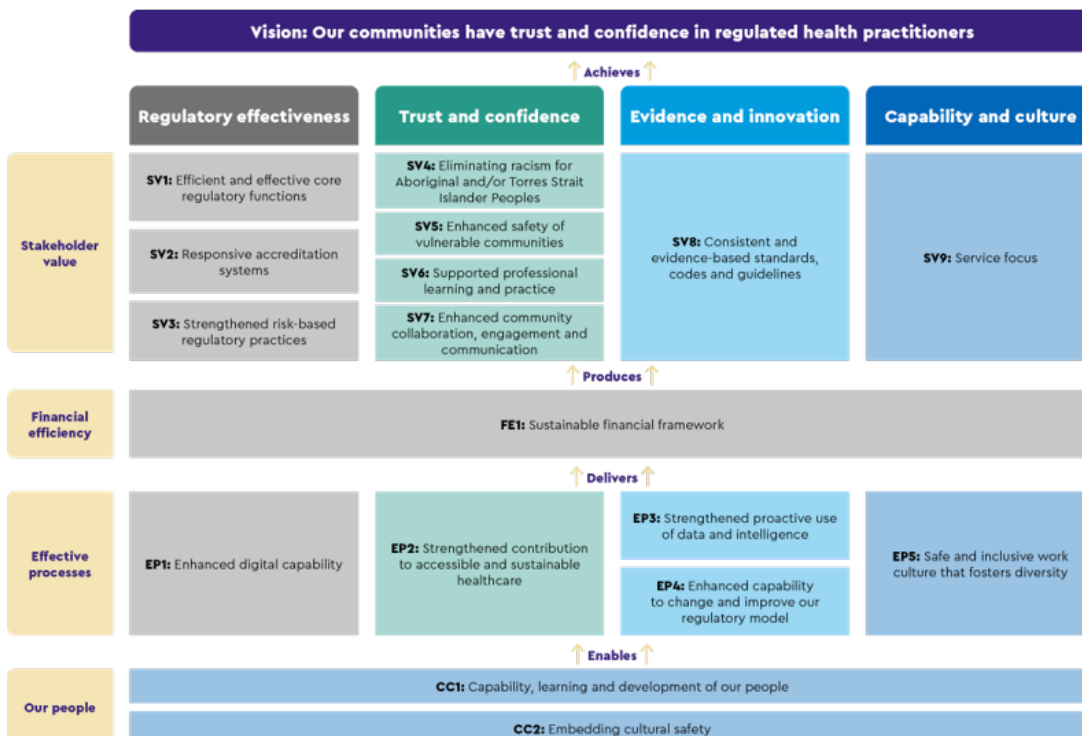 Vision: Our communities have trust and confidence in regulated health practitioners
Achieves
Regulatory effectiveness
Trust and confidence
Evidence and innovation
Capability and culture
Stakeholder
value
SV1: Efficient and effective core
regulatory functions
SV2: Responsive accreditation
systems
SV3: Strengthened risk-based
regulatory practices
SV4: Eliminating racism for
Aboriginal and/or Torres Strait
Islander Peoples
SV5: Enhanced safety of
vulnerable communities
SV6: Supported professional
learning and practice
SV7: Enhanced community
collaboration, engagement and
communication
SV8: Consistent and
evidence-based standards,
codes and guidelines
SV9: Service focus
Produces
Financial
efficiency
FE1: Sustainable financial framework
Delivers
Effective
processes
EP1: Enhanced digital capability
EP2: Strengthened contribution
to accessible and sustainable
healthcare
EP3: Strengthened proactive use
of data and intelligence
EP4: Enhanced capability
to change and improve our
regulatory model
EP5: Safe and inclusive work
culture that fosters diversity
Enables
Our people
CC1: Capability, learning and development of our people
CC2: Embedding cultural safety